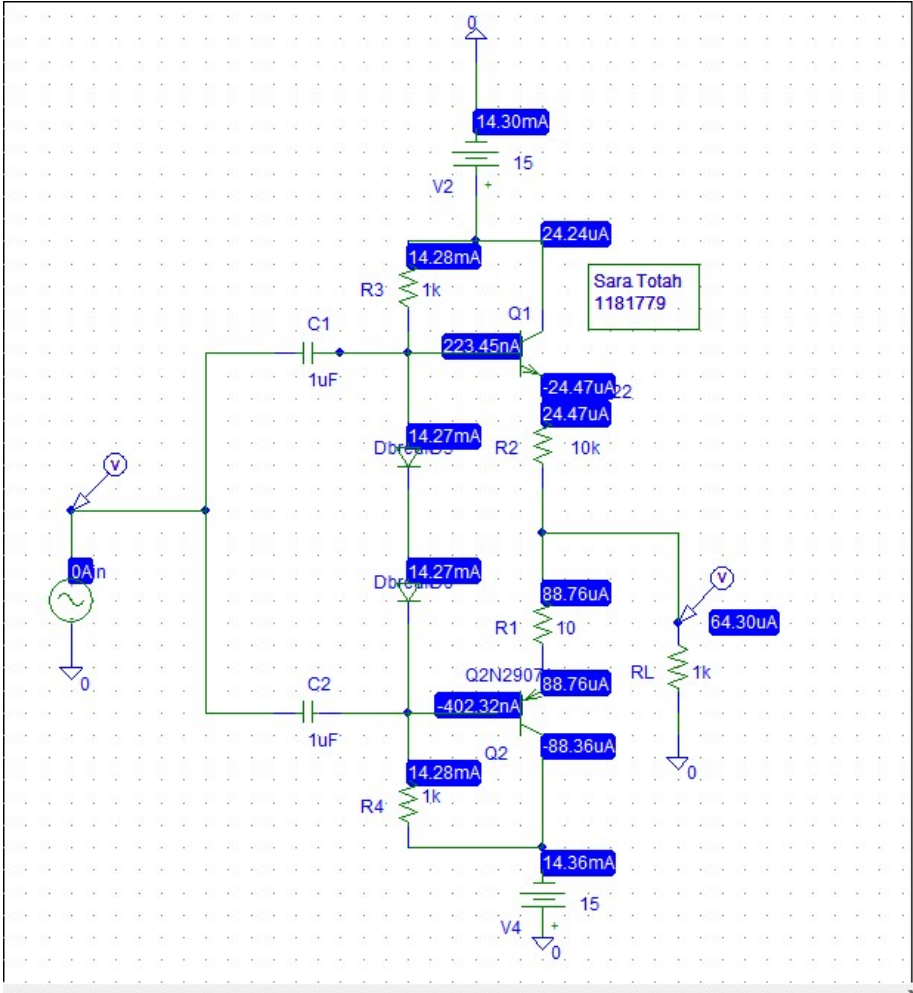 0
14.30mA
15
V2
+
24.24uA
14.28mA
Sara Totah
1181779
R3
1k
Q1
C1
223.45nA
1uF
-24.47uA
22
24.47uA
14.27mA
R2
10k
V
14.27mA
0A
in
V
88.76uA
64.30uA
R1
10
RL
1k
Q2N2907
88.76uA
0
C2
-402.32nA
1uF
Q2
-88.36uA
0
14.28mA
R4
1k
14.36mA
15
V4
+
0